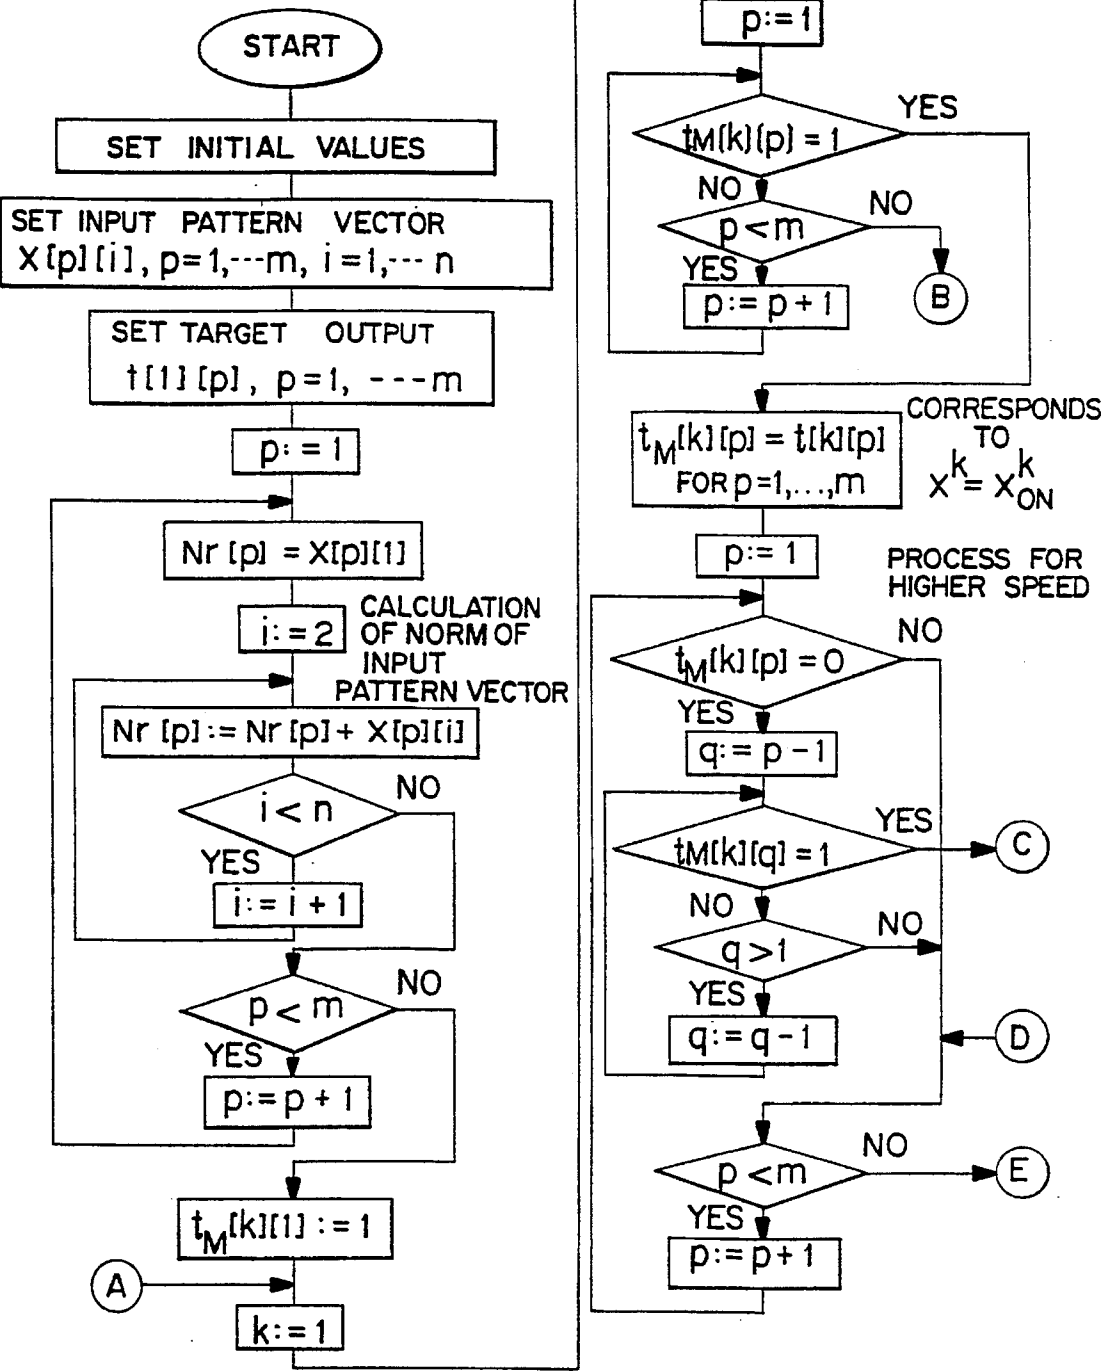 START
SET INITIAL VALUES
SET INPUT PATTERN VECTOR
X[p][i], p=1,---m, i=1,--- n
SET TARGET OUTPUT
t[1][p], p=1, ---m
p:=1
Nr[p] = X[p][1]
i:=2
CALCULATION
OF NORM OF
INPUT
PATTERN VECTOR
Nr[p]:=Nr[p]+ X[p][i]
i<n
NO
YES
i:=i+1
p<m
NO
YES
p:=p+1
tM[k][1]:=1
A
k:=1
p:=1
tM[k][p]=1
YES
NO
p<m
NO
YES
p:=p+1
B
tM[k][p]=t[k][p]
FOR p=1,...,m
CORRESPONDS
TO
x^k = x^k_ON
p:=1
PROCESS FOR
HIGHER SPEED
tM[k][p]=0
NO
YES
q:=p-1
tM[k][q]=1
YES
C
NO
q>1
NO
YES
q:=q-1
D
p<m
NO
E
YES
p:=p+1